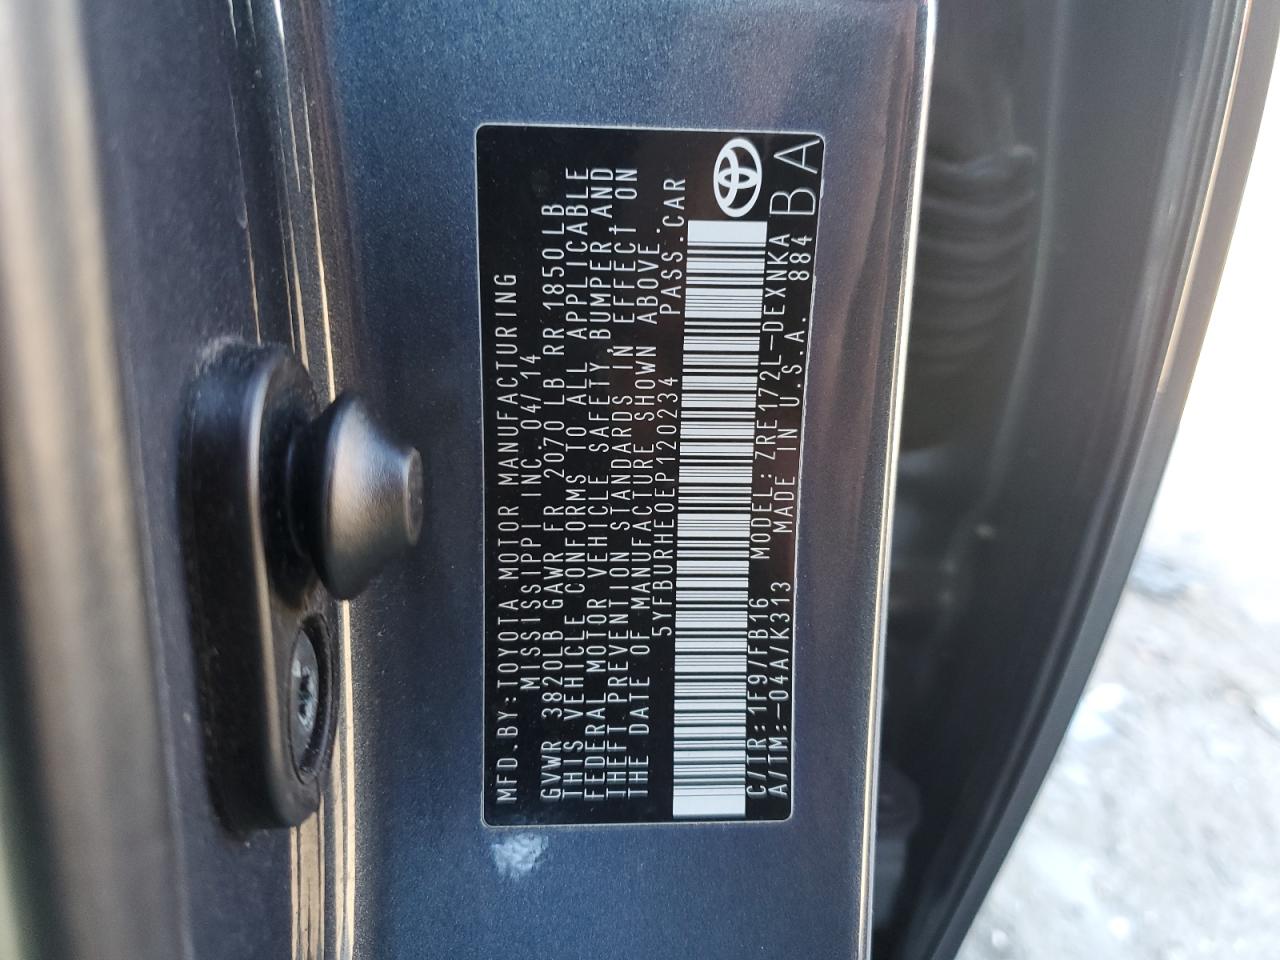 MFD.BY:TOYOTA MOTOR MANUFACTURING
MISSISSIPPI INC. 04/14
GVWR 3820LB GAWR FR 2070 LB RR 1850LB
THIS VEHICLE CONFORMS TO ALL APPLICABLE
FEDERAL MOTOR VEHICLE SAFETY, BUMPER AND
THEFT PREVENTION STANDARDS IN EFFECT ON
THE DATE OF MANUFACTURE SHOWN ABOVE.
5YFBURHE0EP120234 PASS.CAR
C/TR:1F9/FB16 MODEL:ZRE172L-DEXNKA
A/TM:-04A/K313 MADE IN U.S.A. 884
BA